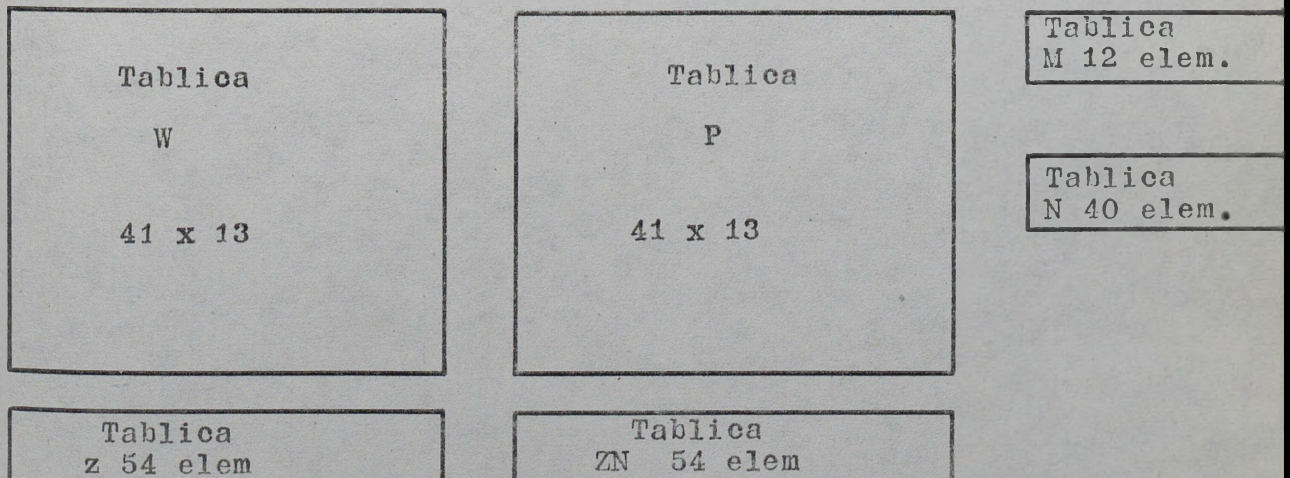 Tablica
W
41 x 13
Tablica
P
41 x 13
Tablica
M 12 elem.
Tablica
N 40 elem.
Tablica
z 54 elem
Tablica
ZN 54 elem